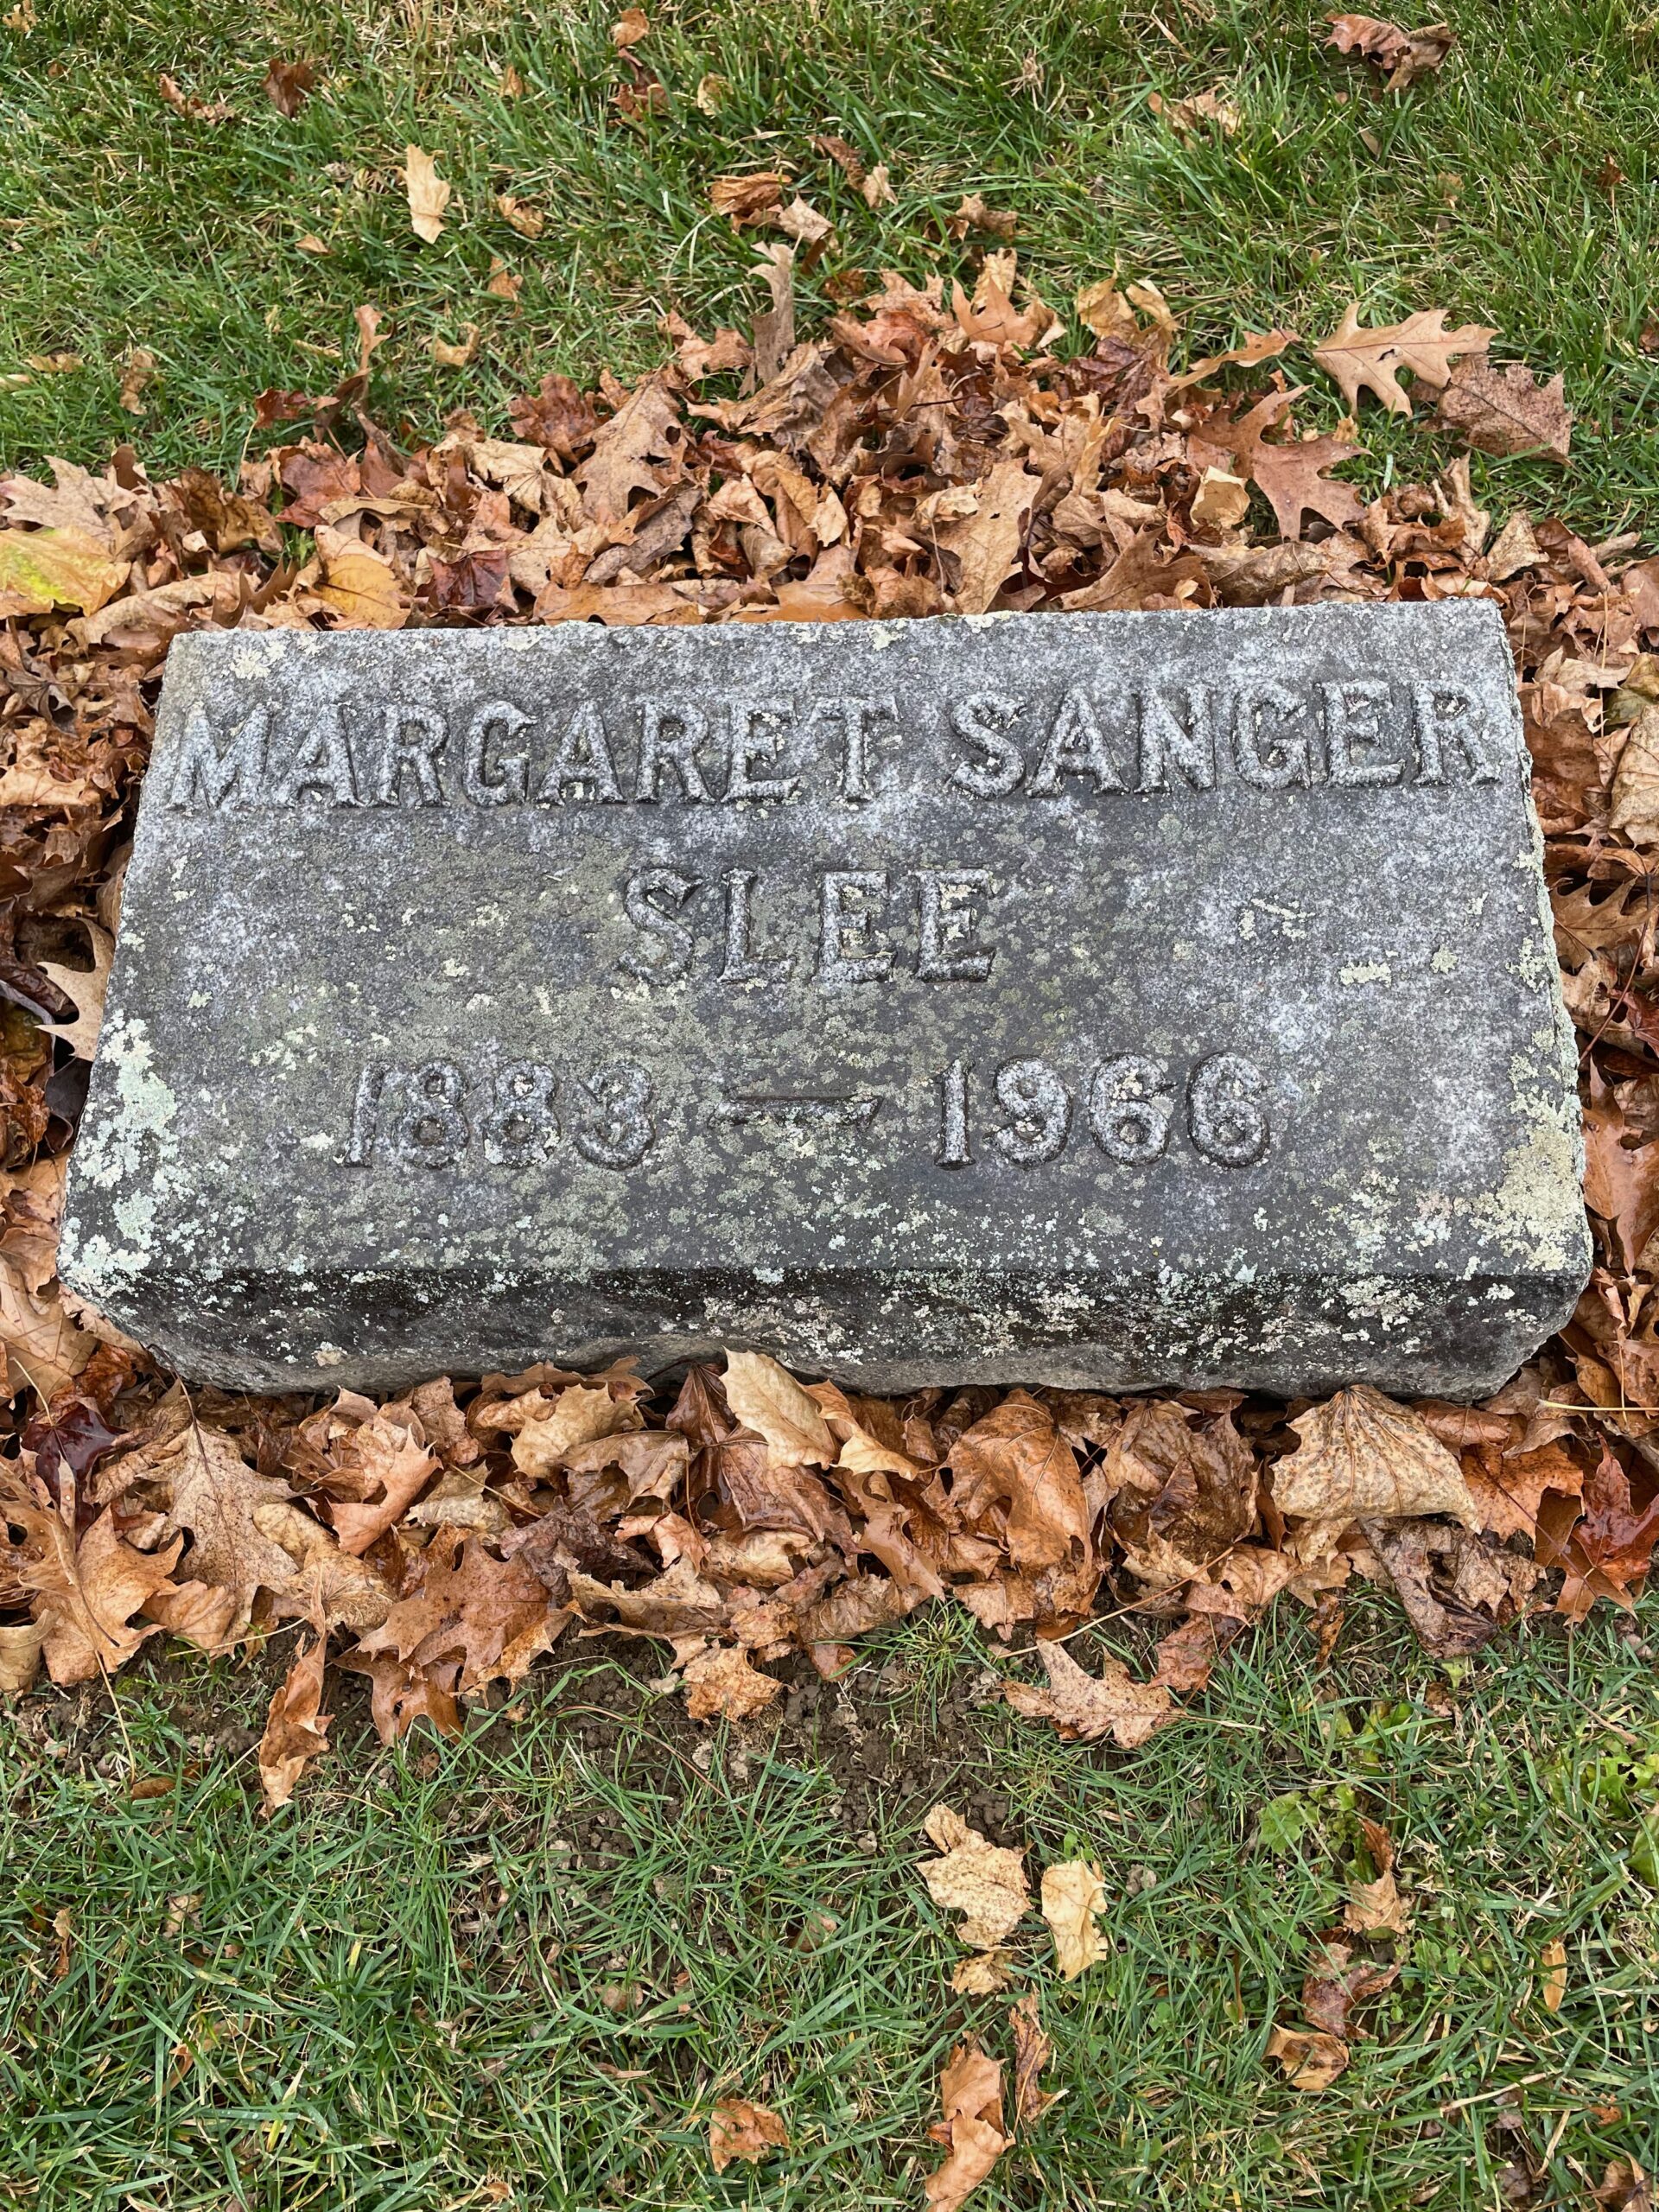 MARGARET SANGER
SLEE
1883 — 1966